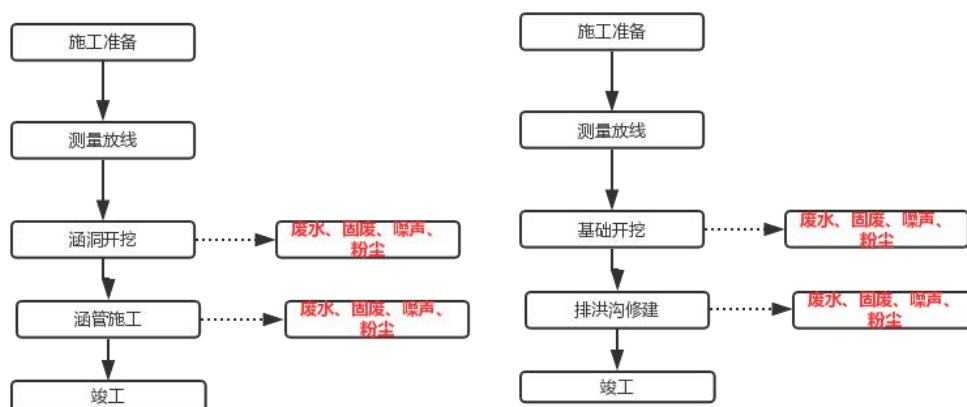 施工准备
测量放线
涵洞开挖
废水、固废、噪声、
粉尘
涵管施工
废水、固废、噪声、
粉尘
竣工
施工准备
测量放线
基础开挖
废水、固废、噪声、
粉尘
排洪沟修建
废水、固废、噪声、
粉尘
竣工